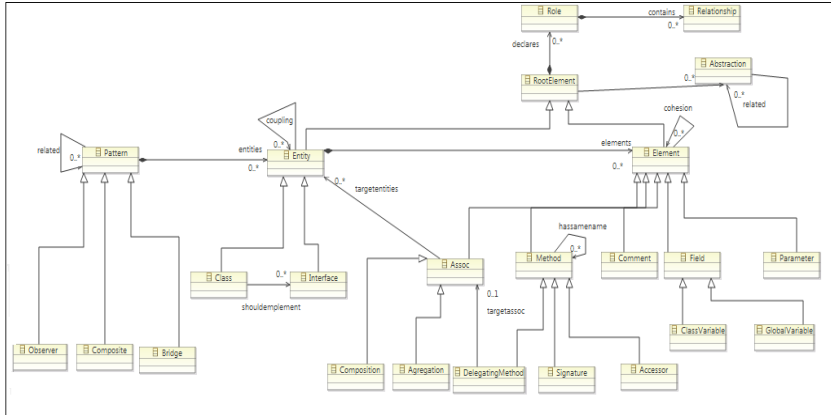 Role
contains
0..*
Relationship
declares
0..*
RootElement
0..*
Abstraction
0..*
related
coupling
0..*
cohesion
0..*
related
0..*
Pattern
entities
0..*
Entity
elements
0..*
Element
0..*
targetentities
hassamename
0..*
Class
0..*
Interface
shouldemplement
Assoc
Method
Comment
Field
Parameter
0..1
targetassoc
ClassVariable
GlobalVariable
Observer
Composite
Bridge
Composition
Agregation
DelegatingMethod
Signature
Accessor